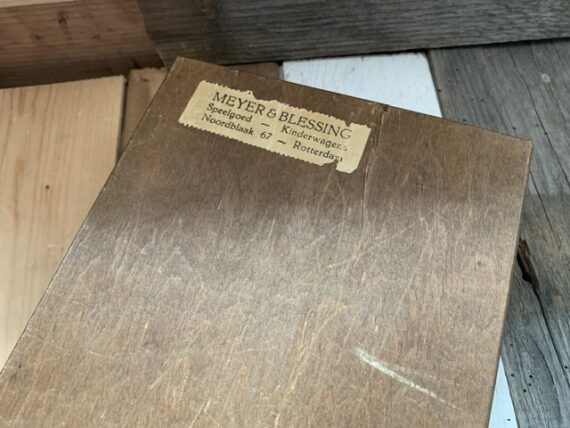 MEYER & BLESSING
Speelgoed — Kinderwagens
Noordblaak 67 — Rotterdam